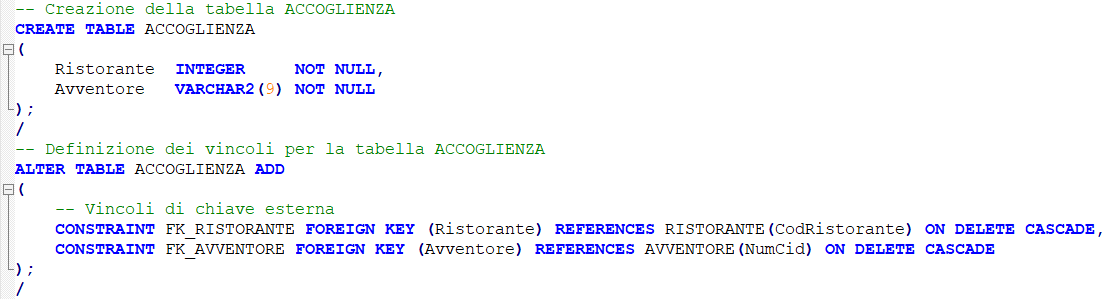 -- Creazione della tabella ACCOGLIENZA
CREATE TABLE ACCOGLIENZA
(
    Ristorante  INTEGER     NOT NULL,
    Avventore   VARCHAR2(9) NOT NULL
);
/
-- Definizione dei vincoli per la tabella ACCOGLIENZA
ALTER TABLE ACCOGLIENZA ADD
(
    -- Vincoli di chiave esterna
    CONSTRAINT FK_RISTORANTE FOREIGN KEY (Ristorante) REFERENCES RISTORANTE(CodRistorante) ON DELETE CASCADE,
    CONSTRAINT FK_AVVENTORE FOREIGN KEY (Avventore) REFERENCES AVVENTORE(NumCid) ON DELETE CASCADE
);
/